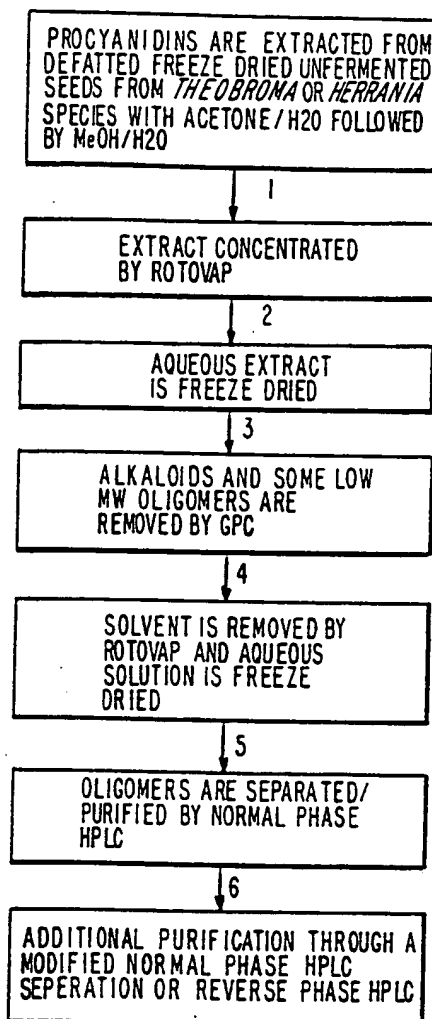 PROCYANIDINS ARE EXTRACTED FROM
DEFATTED FREEZE DRIED UNFERMENTED
SEEDS FROM THEOBROMA OR HERRANIA
SPECIES WITH ACETONE/H2O FOLLOWED
BY MeOH/H2O
1
EXTRACT CONCENTRATED
BY ROTOVAP
2
AQUEOUS EXTRACT
IS FREEZE DRIED
3
ALKALOIDS AND SOME LOW
MW OLIGOMERS ARE
REMOVED BY GPC
4
SOLVENT IS REMOVED BY
ROTOVAP AND AQUEOUS
SOLUTION IS FREEZE
DRIED
5
OLIGOMERS ARE SEPARATED/
PURIFIED BY NORMAL PHASE
HPLC
6
ADDITIONAL PURIFICATION THROUGH A
MODIFIED NORMAL PHASE HPLC
SEPERATION OR REVERSE PHASE HPLC